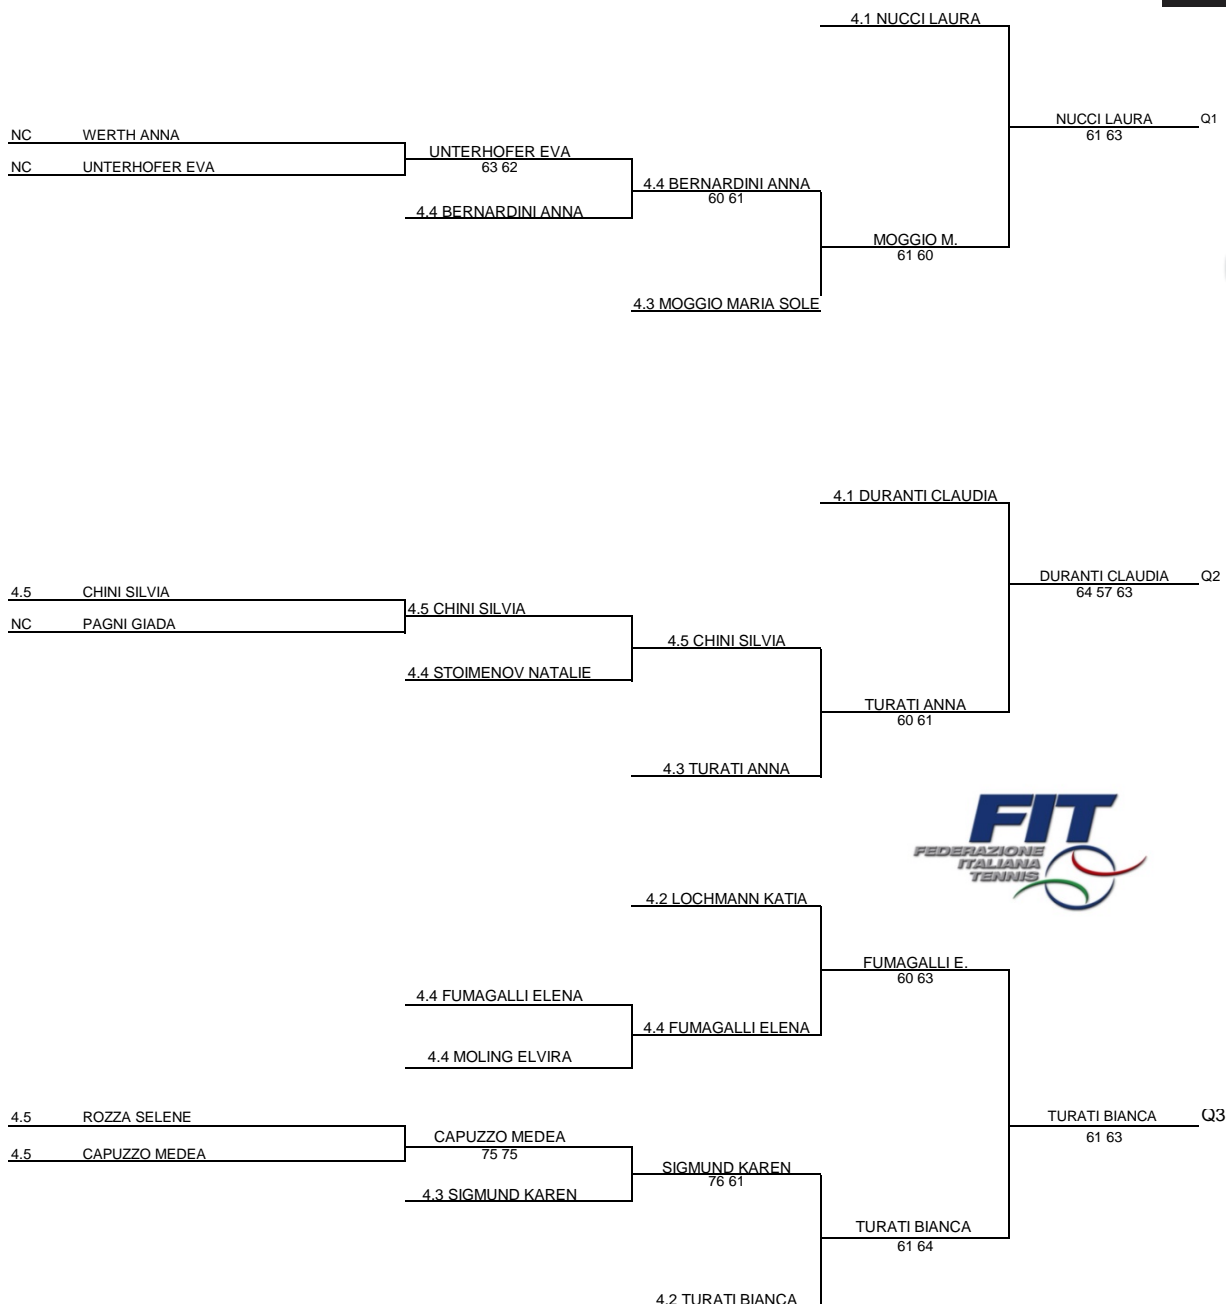 4.1 NUCCI LAURA
NUCCI LAURA Q1
61 63
NC WERTH ANNA
UNTERHOFER EVA
63 62
NC UNTERHOFER EVA
4.4 BERNARDINI ANNA
60 61
4.4 BERNARDINI ANNA
MOGGIO M.
61 60
4.3 MOGGIO MARIA SOLE
4.1 DURANTI CLAUDIA
DURANTI CLAUDIA Q2
64 57 63
4.5 CHINI SILVIA
4.5 CHINI SILVIA
NC PAGNI GIADA
4.5 CHINI SILVIA
4.4 STOIMENOV NATALIE
TURATI ANNA
60 61
4.3 TURATI ANNA
FIT
FEDERAZIONE
ITALIANA
TENNIS
4.2 LOCHMANN KATIA
FUMAGALLI E.
60 63
4.4 FUMAGALLI ELENA
4.4 FUMAGALLI ELENA
4.4 MOLING ELVIRA
4.5 ROZZA SELENE
TURATI BIANCA Q3
61 63
CAPUZZO MEDEA
75 75
4.5 CAPUZZO MEDEA
SIGMUND KAREN
76 61
4.3 SIGMUND KAREN
TURATI BIANCA
61 64
4.2 TURATI BIANCA